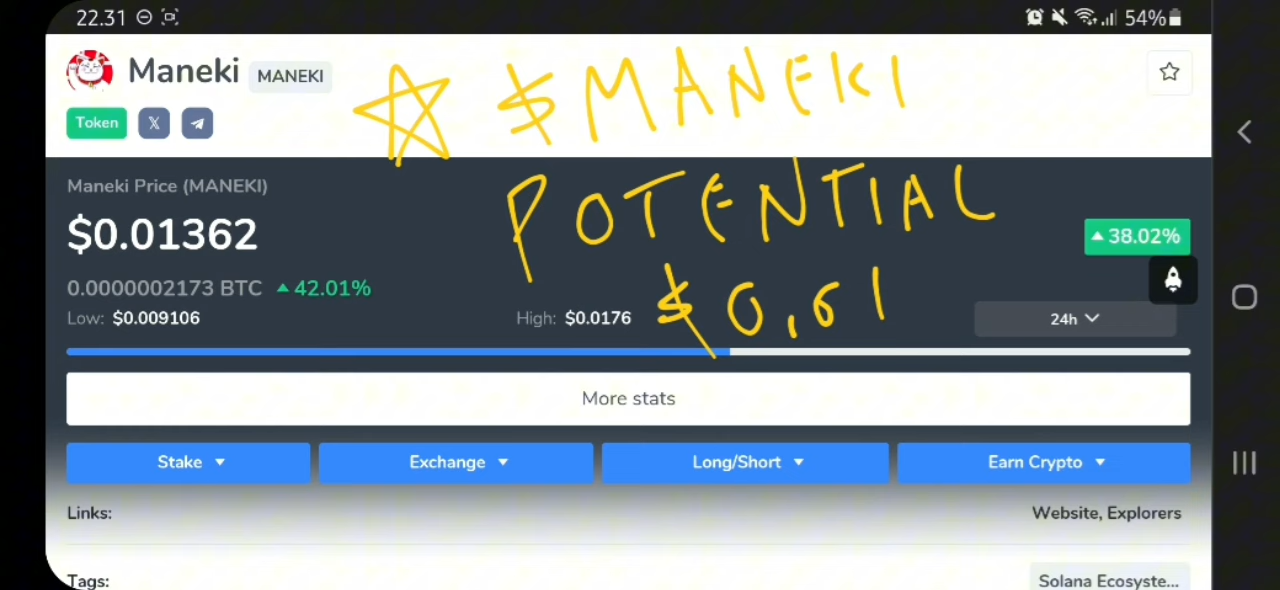 22.31 54%
Maneki MANEKI
☆ $MANEKI
Token 𝕏
Maneki Price (MANEKI)
POTENTIAL
$0.01362
38.02%
0.0000002173 BTC ▲ 42.01%
$0,61
Low: $0.009106 High: $0.0176 24h
More stats
Stake ▼ Exchange ▼ Long/Short ▼ Earn Crypto ▼
Links: Website, Explorers
Tags: Solana Ecosyste...